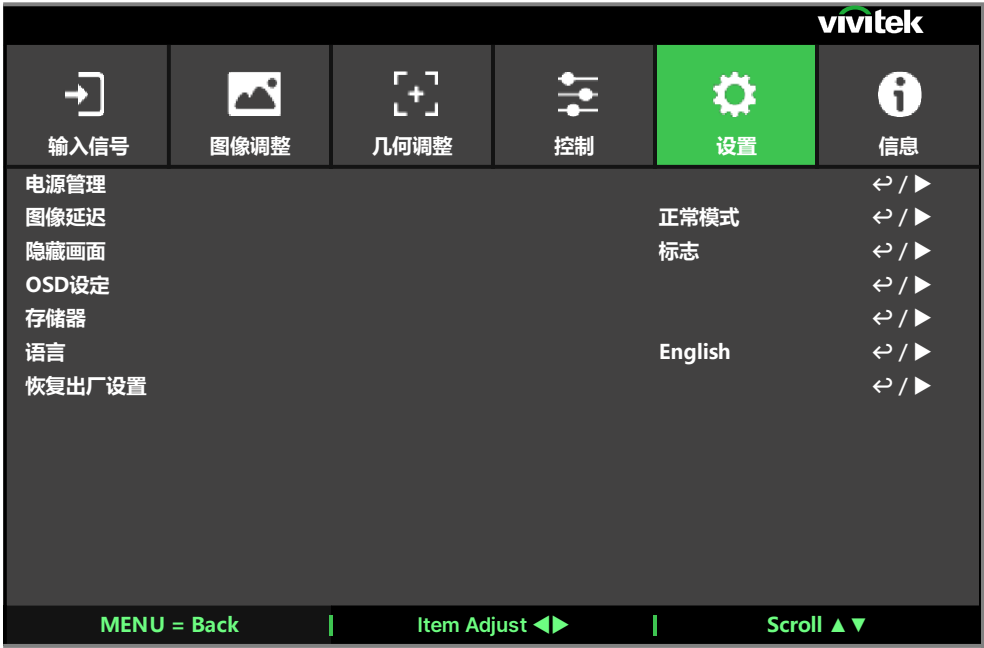 vivitek
输入信号 图像调整 几何调整 控制 设置 信息
电源管理 /
图像延迟 正常模式 /
隐藏画面 标志 /
OSD设定 /
存储器 /
语言 English /
恢复出厂设置 /
MENU = Back Item Adjust ◀▶ Scroll ▲▼